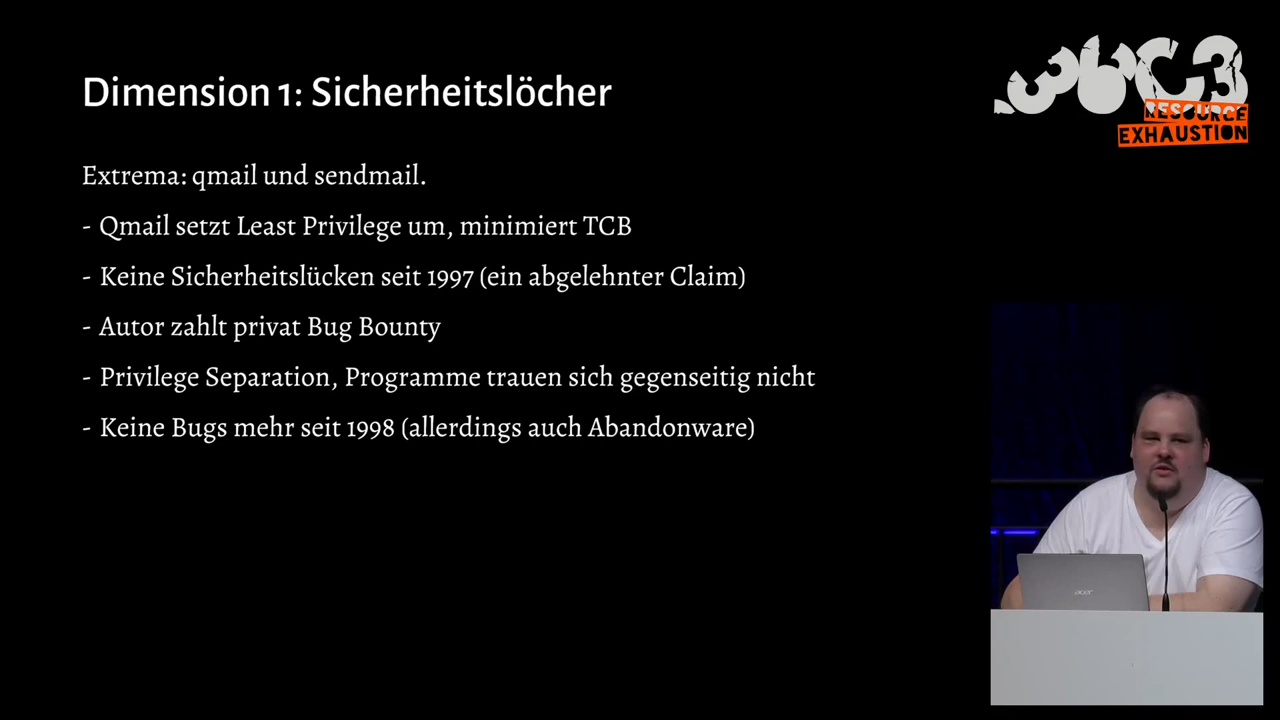 Dimension 1: Sicherheitslöcher
36C3
RESOURCE
EXHAUSTION
Extrema: qmail und sendmail.
- Qmail setzt Least Privilege um, minimiert TCB
- Keine Sicherheitslücken seit 1997 (ein abgelehnter Claim)
- Autor zahlt privat Bug Bounty
- Privilege Separation, Programme trauen sich gegenseitig nicht
- Keine Bugs mehr seit 1998 (allerdings auch Abandonware)
acer